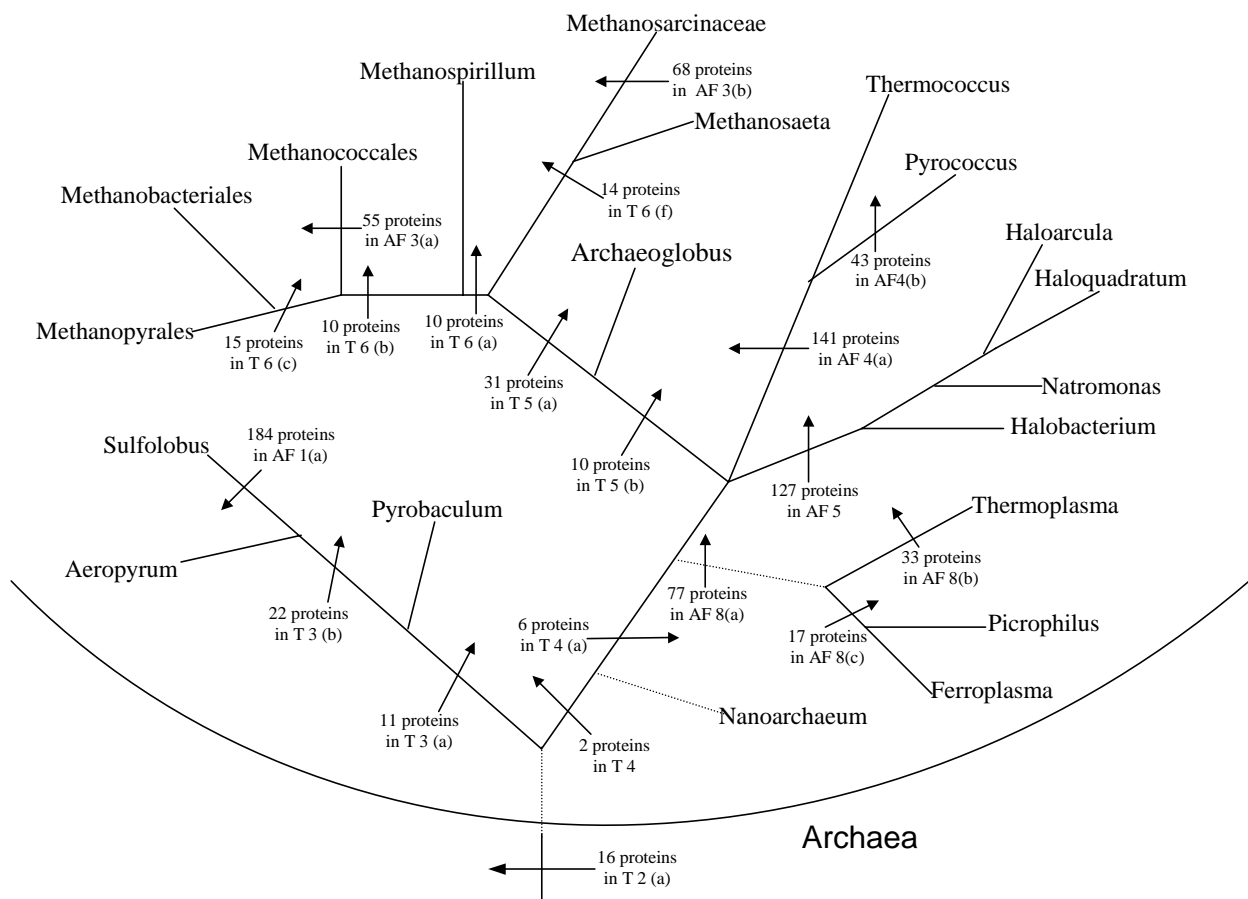 Methanosarcinaceae
Methanospirillum
68 proteins
in AF 3(b)
Thermococcus
Methanosaeta
Methanococcales
Pyrococcus
Methanobacteriales
14 proteins
in T 6 (f)
55 proteins
in AF 3(a)
Archaeoglobus
Haloarcula
43 proteins
in AF4(b)
Haloquadratum
Methanopyrales
15 proteins
in T 6 (c)
10 proteins
in T 6 (b)
10 proteins
in T 6 (a)
141 proteins
in AF 4(a)
31 proteins
in T 5 (a)
Natromonas
Halobacterium
Sulfolobus
184 proteins
in AF 1(a)
10 proteins
in T 5 (b)
127 proteins
in AF 5
Pyrobaculum
Thermoplasma
Aeropyrum
33 proteins
in AF 8(b)
22 proteins
in T 3 (b)
77 proteins
in AF 8(a)
6 proteins
in T 4 (a)
17 proteins
in AF 8(c)
Picrophilus
Ferroplasma
11 proteins
in T 3 (a)
Nanoarchaeum
2 proteins
in T 4
Archaea
16 proteins
in T 2 (a)